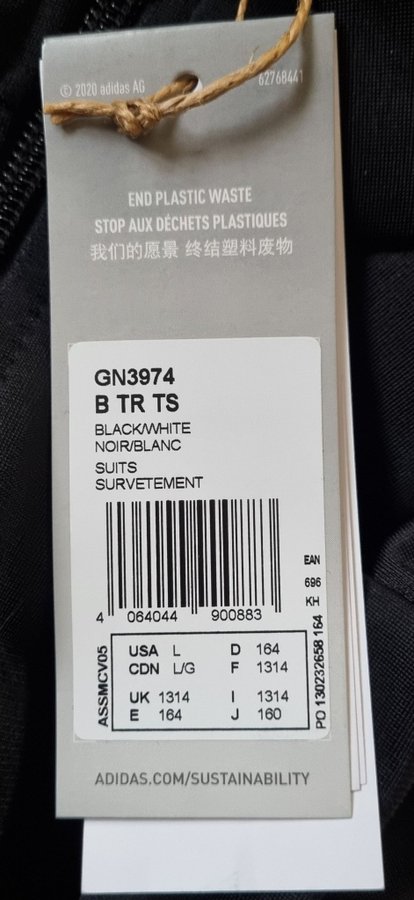 © 2020 adidas AG
62768441
END PLASTIC WASTE
STOP AUX DÉCHETS PLASTIQUES
我们的愿景 终结塑料废物
GN3974
B TR TS
BLACK/WHITE
NOIR/BLANC
SUITS
SURVETEMENT
EAN
696
KH
4 064044 900883
ASSMCV05
USA L D 164
CDN L/G F 1314
UK 1314 I 1314
E 164 J 160
PO 130232658 164
ADIDAS.COM/SUSTAINABILITY